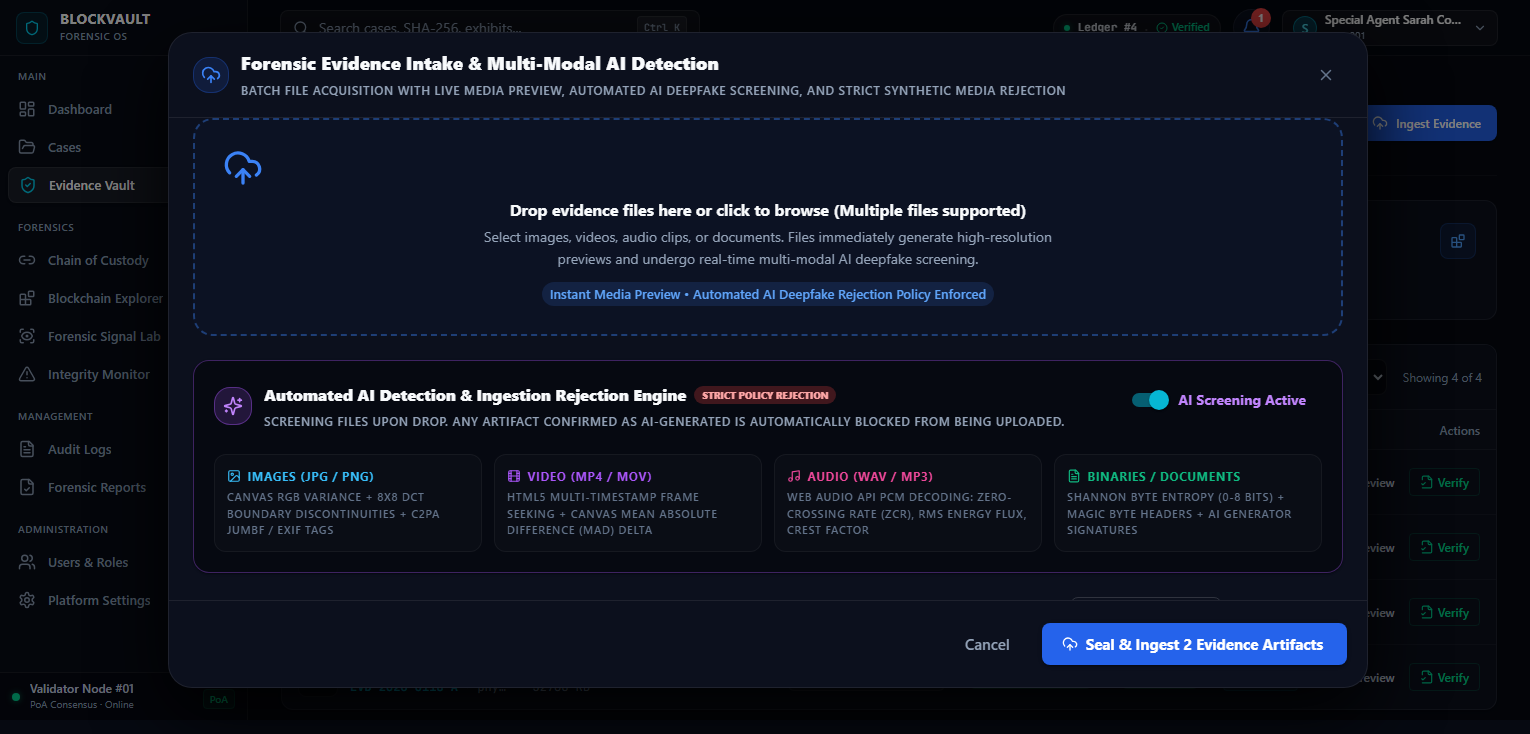 BLOCKVAULT
FORENSIC OS
Search cases, SHA-256, exhibits...
Ctrl K
Ledger #4
Verified
1
S
Special Agent Sarah Co...
MAIN
Dashboard
Cases
Evidence Vault
FORENSICS
Chain of Custody
Blockchain Explorer
Forensic Signal Lab
Integrity Monitor
MANAGEMENT
Audit Logs
Forensic Reports
ADMINISTRATION
Users & Roles
Platform Settings
Validator Node #01
PoA Consensus · Online
PoA
Forensic Evidence Intake & Multi-Modal AI Detection
BATCH FILE ACQUISITION WITH LIVE MEDIA PREVIEW, AUTOMATED AI DEEPFAKE SCREENING, AND STRICT SYNTHETIC MEDIA REJECTION
Drop evidence files here or click to browse (Multiple files supported)
Select images, videos, audio clips, or documents. Files immediately generate high-resolution
previews and undergo real-time multi-modal AI deepfake screening.
Instant Media Preview • Automated AI Deepfake Rejection Policy Enforced
Automated AI Detection & Ingestion Rejection Engine
STRICT POLICY REJECTION
SCREENING FILES UPON DROP. ANY ARTIFACT CONFIRMED AS AI-GENERATED IS AUTOMATICALLY BLOCKED FROM BEING UPLOADED.
AI Screening Active
IMAGES (JPG / PNG)
CANVAS RGB VARIANCE + 8X8 DCT
BOUNDARY DISCONTINUITIES + C2PA
JUMBF / EXIF TAGS
VIDEO (MP4 / MOV)
HTML5 MULTI-TIMESTAMP FRAME
SEEKING + CANVAS MEAN ABSOLUTE
DIFFERENCE (MAD) DELTA
AUDIO (WAV / MP3)
WEB AUDIO API PCM DECODING: ZERO-
CROSSING RATE (ZCR), RMS ENERGY FLUX,
CREST FACTOR
BINARIES / DOCUMENTS
SHANNON BYTE ENTROPY (0-8 BITS) +
MAGIC BYTE HEADERS + AI GENERATOR
SIGNATURES
Cancel
Seal & Ingest 2 Evidence Artifacts
Ingest Evidence
Showing 4 of 4
Actions
Verify
Verify
Verify
Verify